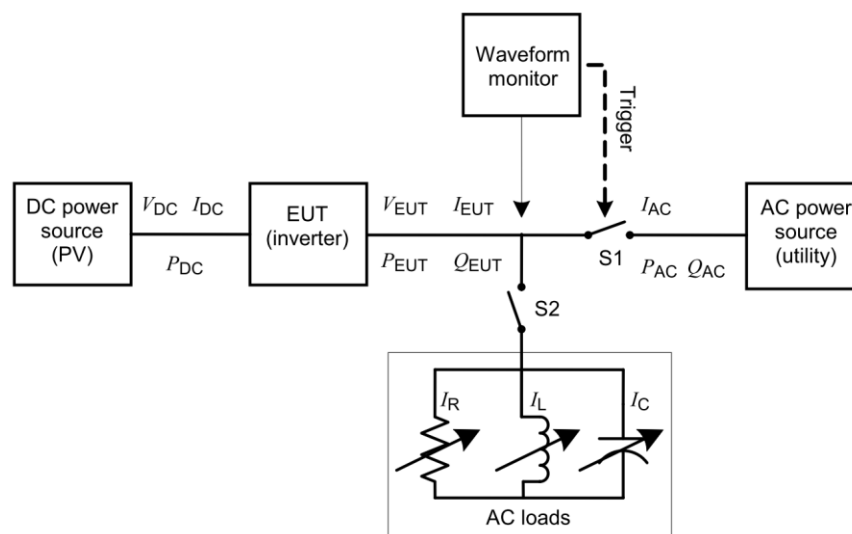 Waveform
monitor
Trigger
DC power
source
(PV)
V_DC I_DC
P_DC
EUT
(inverter)
V_EUT I_EUT
P_EUT Q_EUT
I_AC
S1
P_AC Q_AC
AC power
source
(utility)
S2
I_R I_L I_C
AC loads